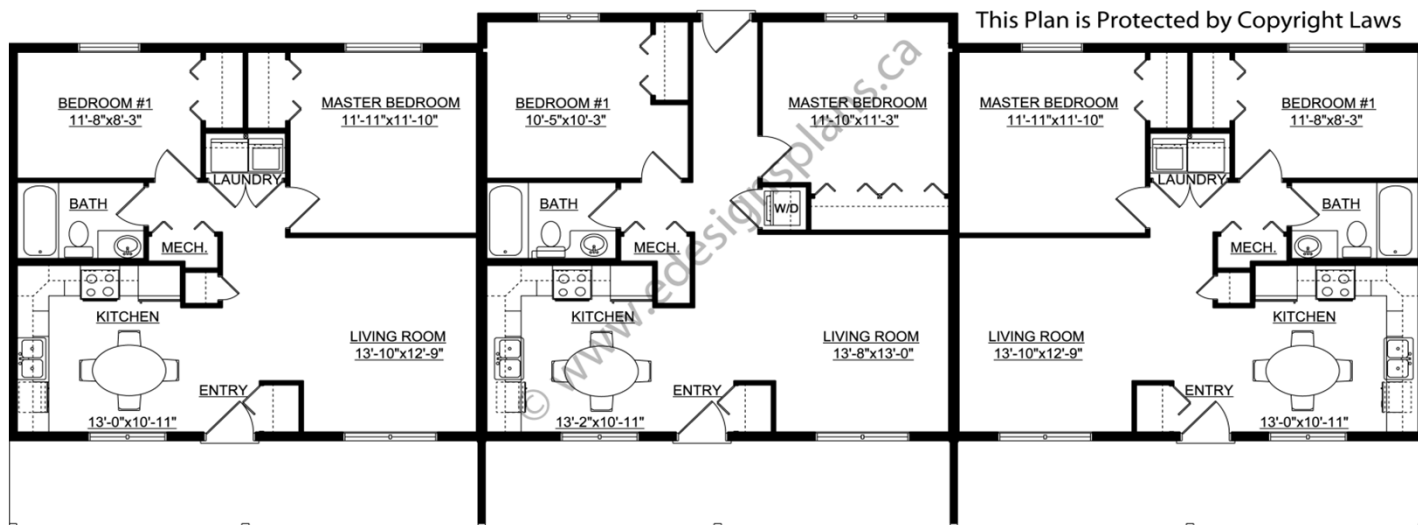 This Plan is Protected by Copyright Laws
BEDROOM #1
11'-8"x8'-3"
MASTER BEDROOM
11'-11"x11'-10"
LAUNDRY
BATH
MECH.
KITCHEN
LIVING ROOM
13'-10"x12'-9"
ENTRY
13'-0"x10'-11"
BEDROOM #1
10'-5"x10'-3"
MASTER BEDROOM
11'-10"x11'-3"
BATH
W/D
MECH.
KITCHEN
LIVING ROOM
13'-8"x13'-0"
ENTRY
13'-2"x10'-11"
MASTER BEDROOM
11'-11"x11'-10"
BEDROOM #1
11'-8"x8'-3"
LAUNDRY
BATH
MECH.
LIVING ROOM
13'-10"x12'-9"
KITCHEN
ENTRY
13'-0"x10'-11"
© www.edesignsplans.ca